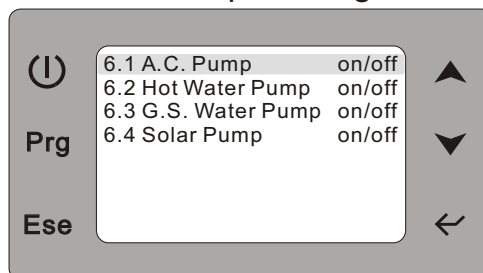 6.1 A.C. Pump on/off
6.2 Hot Water Pump on/off
6.3 G.S. Water Pump on/off
6.4 Solar Pump on/off
Prg
Ese